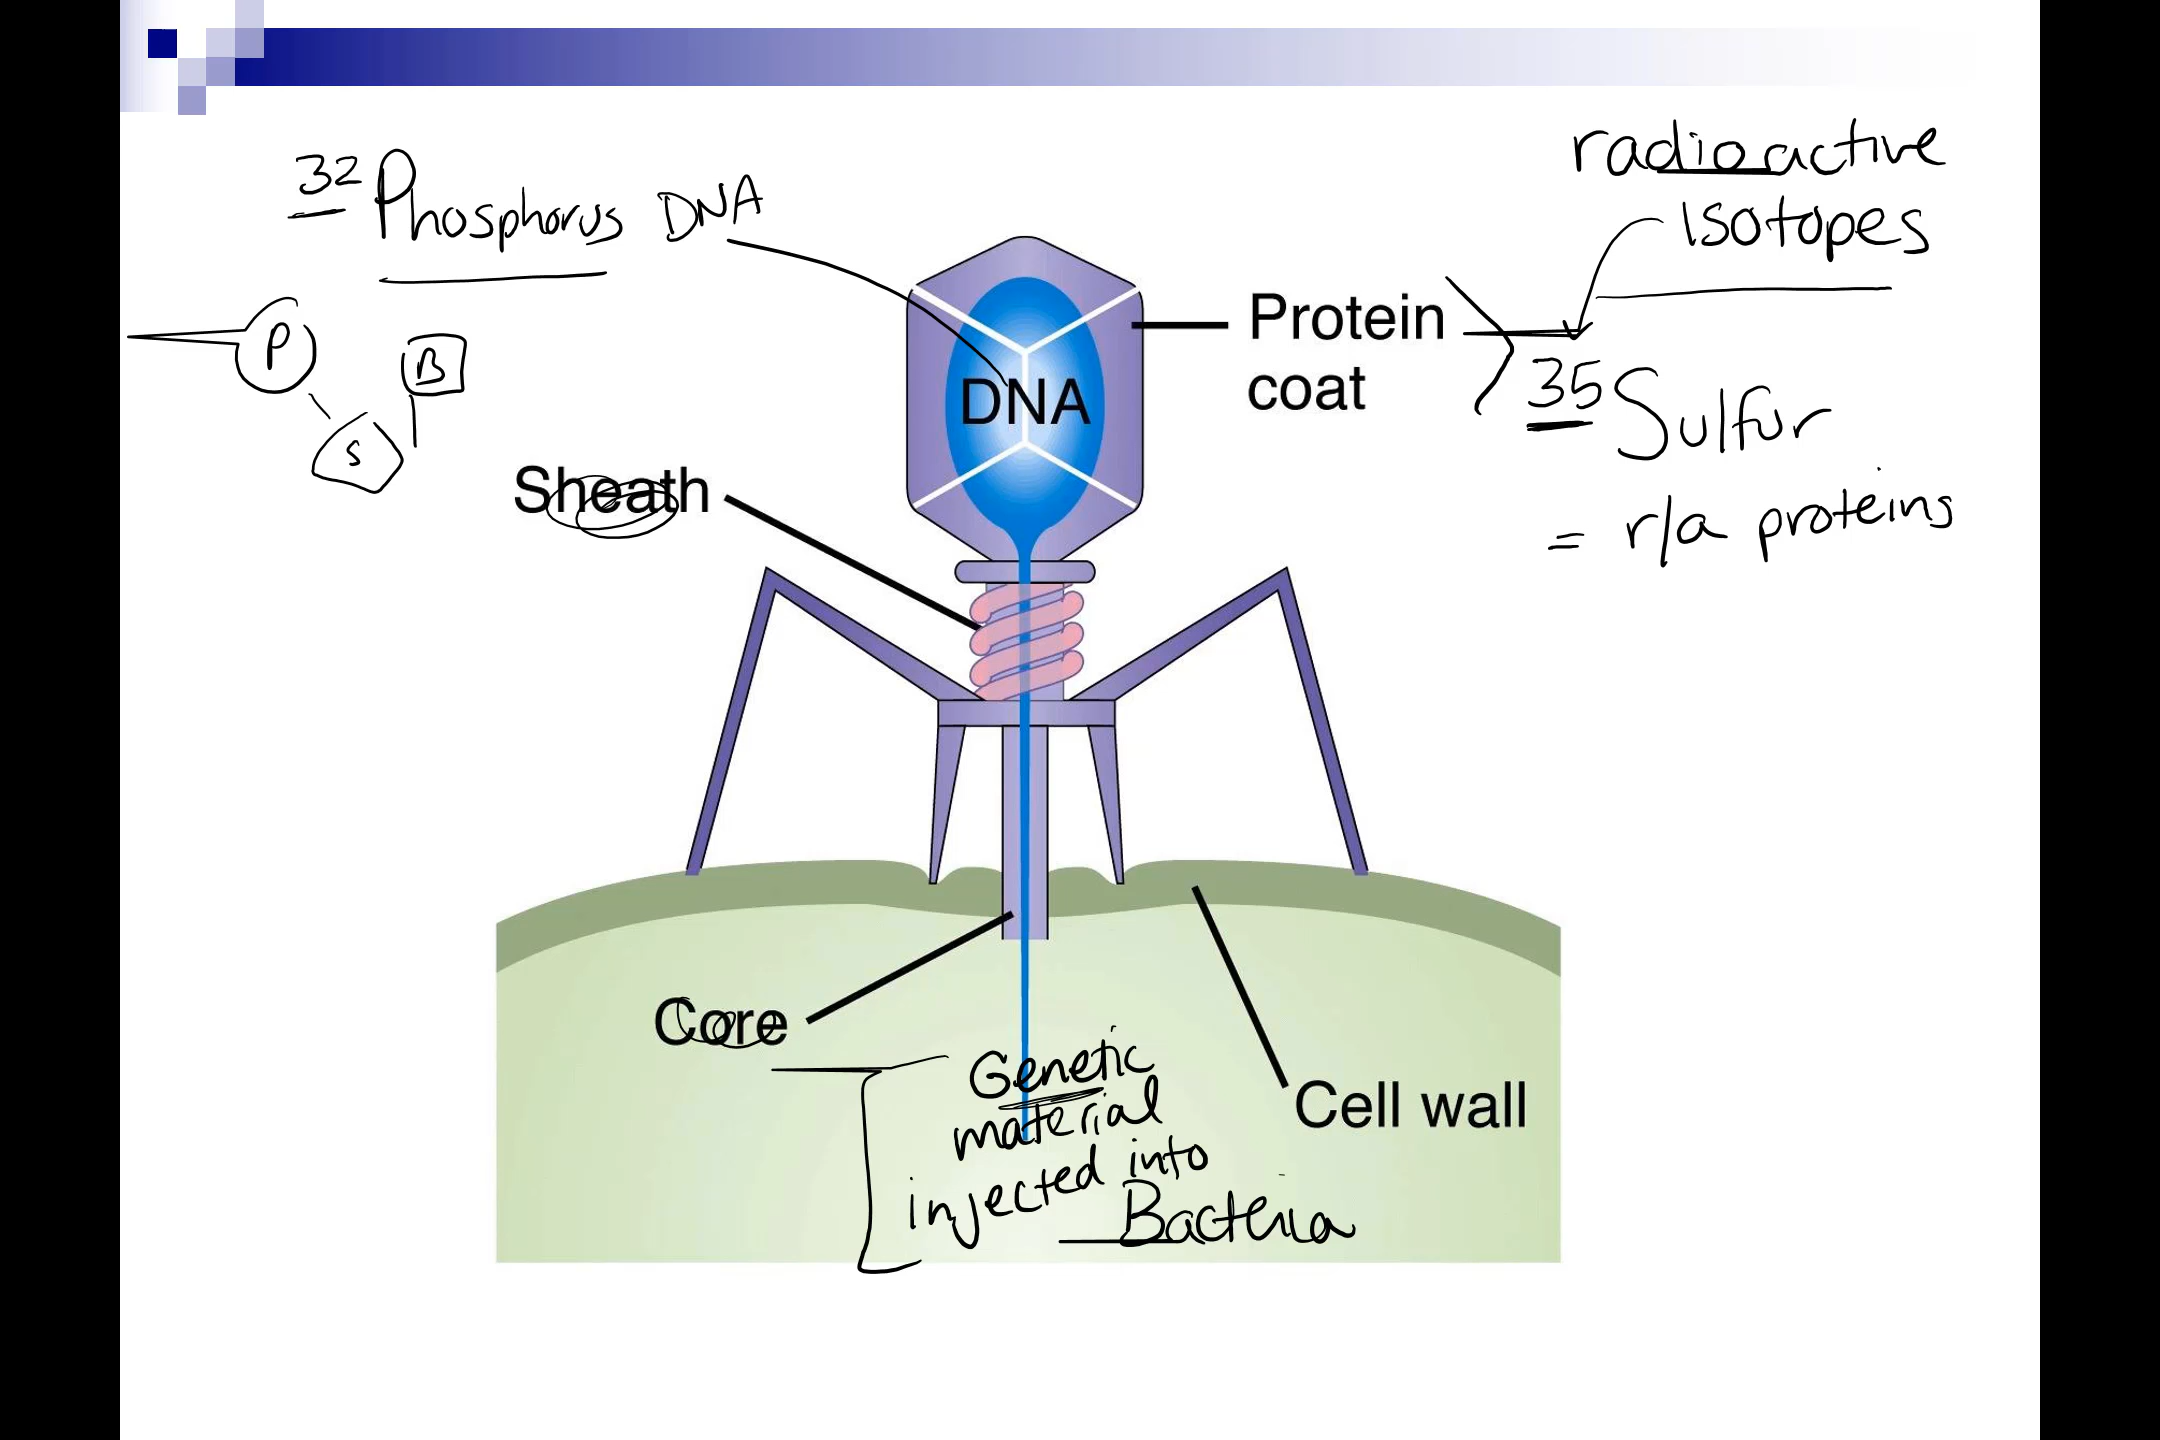 radioactive
isotopes
32 Phosphorus DNA
P
B
S
DNA
Protein
coat
35 Sulfur
= r/a proteins
Sheath
Core
Cell wall
Genetic
material
injected into
Bacteria